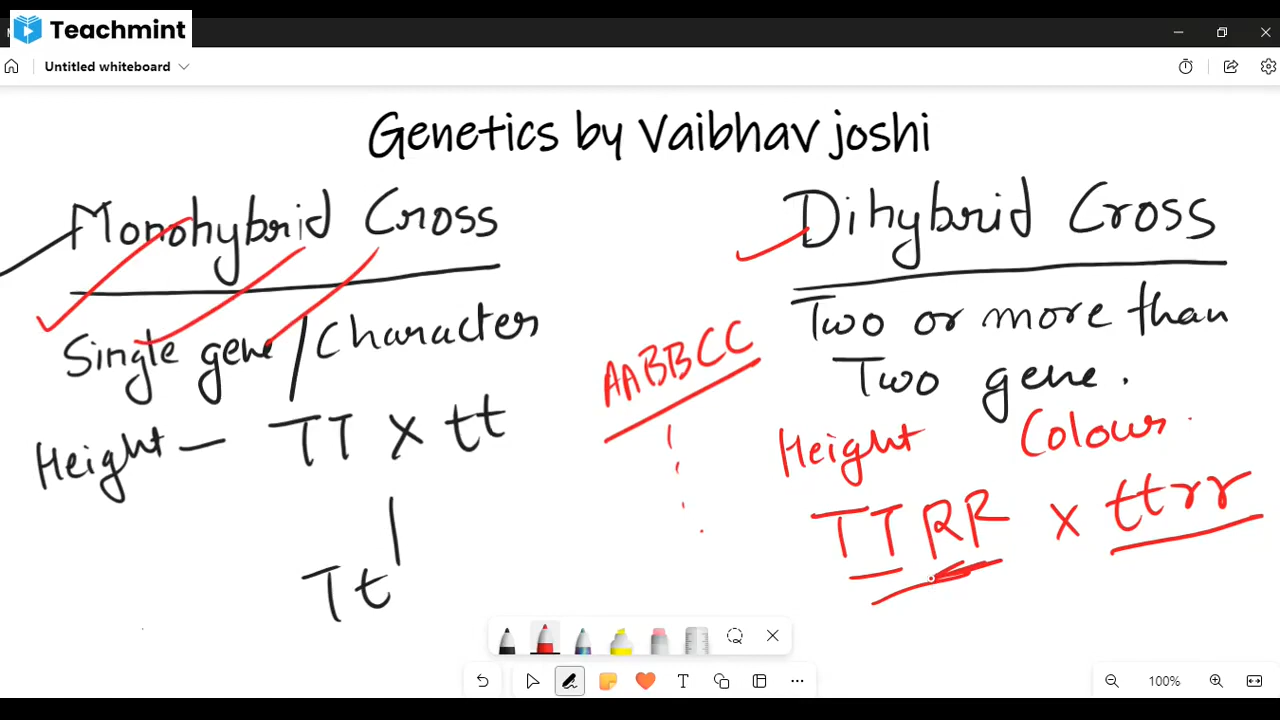 Teachmint
Untitled whiteboard
Genetics by Vaibhav joshi
Monohybrid Cross
Single gene/Character
Height - TT X tt
Tt
AABBCC
Dihybrid Cross
Two or more than
Two gene.
Height Colour
TTRR X ttrr
100%